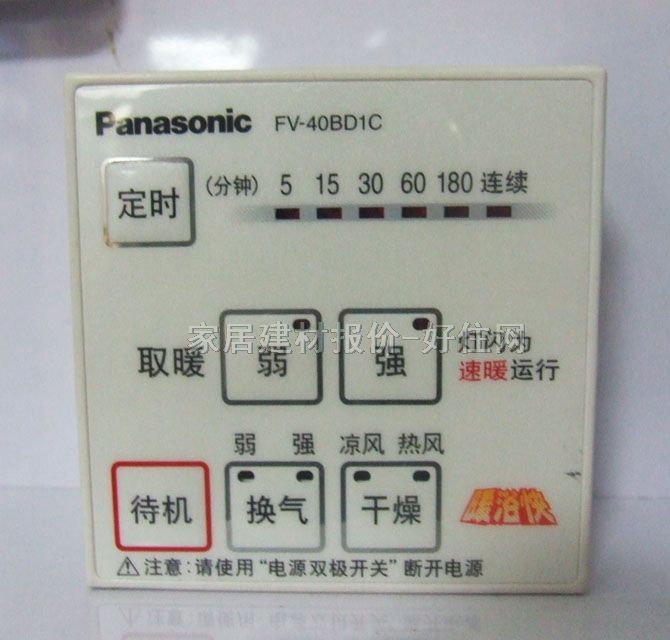 Panasonic FV-40BD1C
定时 (分钟) 5 15 30 60 180 连续
家居建材报价-好住网
取暖 弱 强 灯闪为
速暖运行
弱 强 凉风 热风
待机 换气 干燥 暖浴快
⚠注意:请使用“电源双极开关”断开电源